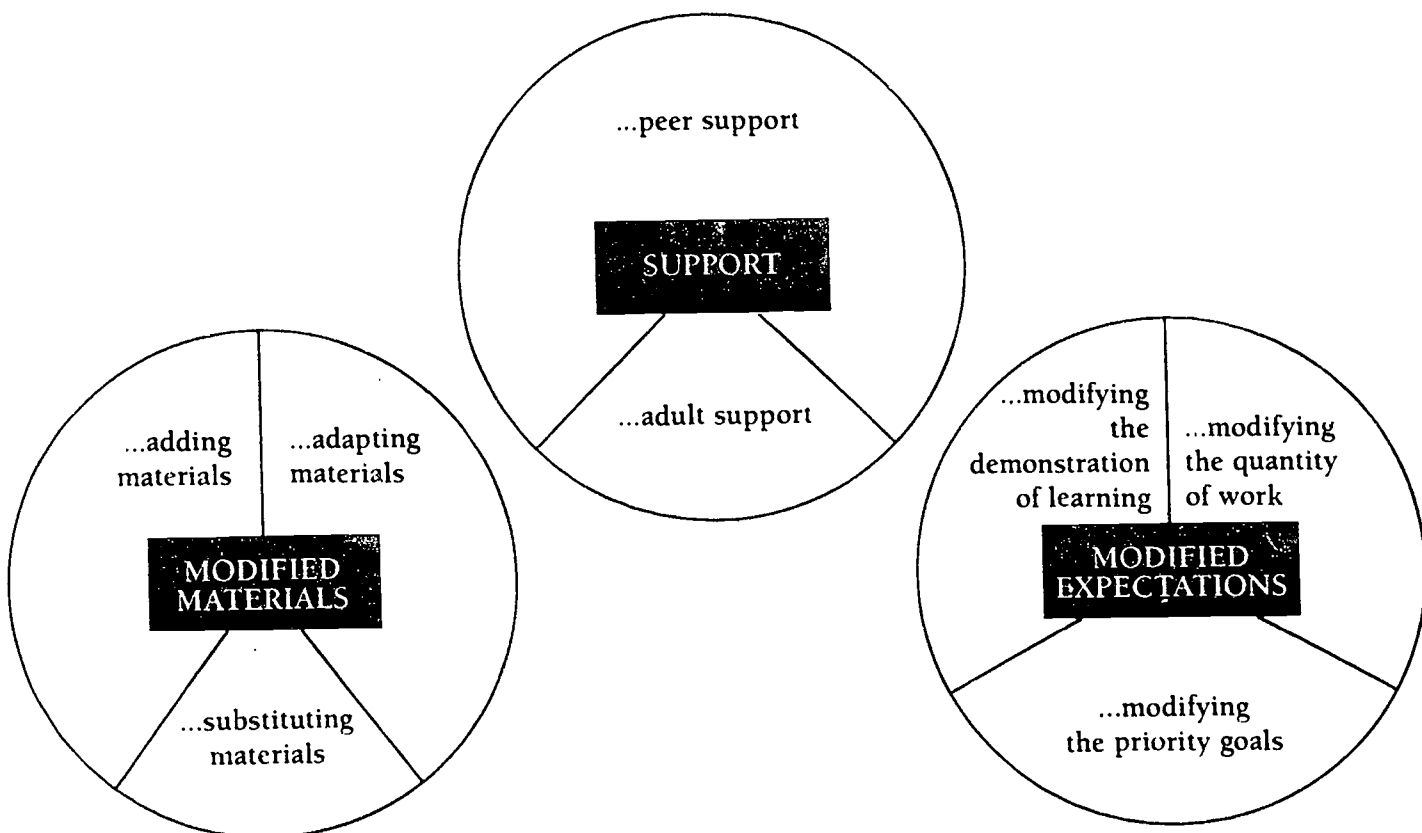 ...peer support
SUPPORT
...adult support
...adding
materials
...adapting
materials
MODIFIED
MATERIALS
...substituting
materials
...modifying
the
demonstration
of learning
...modifying
the quantity
of work
MODIFIED
EXPECTATIONS
...modifying
the priority goals